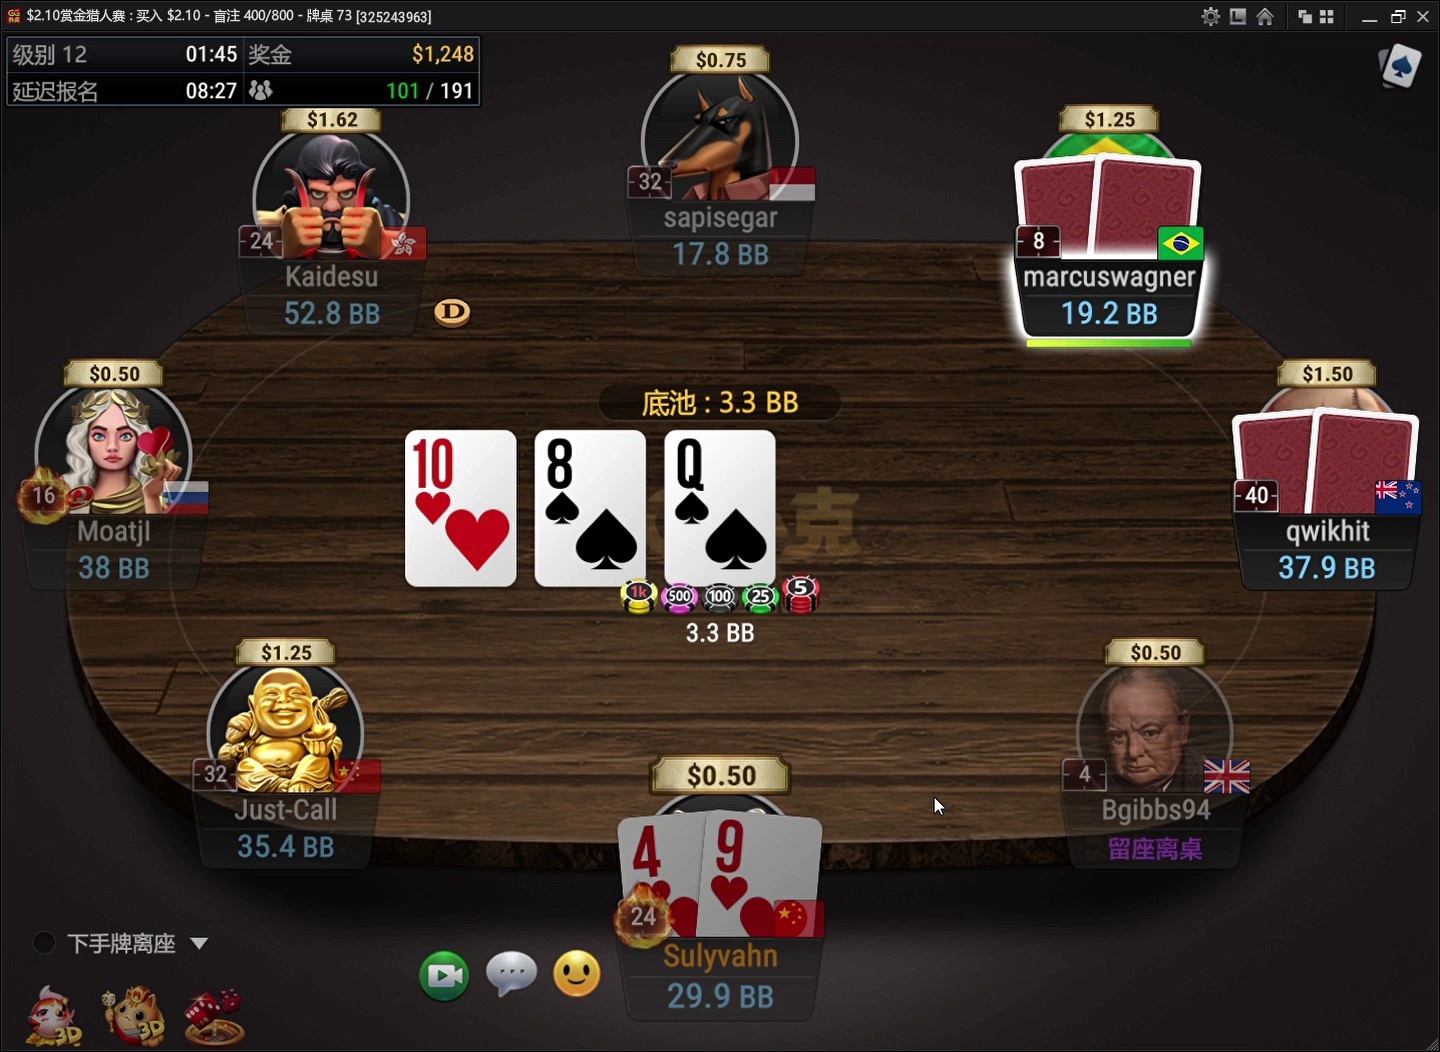 $2.10赏金猎人赛 : 买入 $2.10 - 盲注 400/800 - 牌桌 73 [325243963]
级别 12 01:45 奖金 $1,248
延迟报名 08:27 101 / 191
$0.75
32
sapisegar
17.8 BB
$1.62
24
Kaidesu
52.8 BB
D
$1.25
8
marcuswagner
19.2 BB
$0.50
16
Moatjl
38 BB
$1.50
40
qwikhit
37.9 BB
底池 : 3.3 BB
10 8 Q
克
1k 500 100 25 5
3.3 BB
$1.25
32
Just-Call
35.4 BB
$0.50
4
Bgibbs94
留座离桌
$0.50
4 9
24
Sulyvahn
29.9 BB
下手牌离座
3D 3D